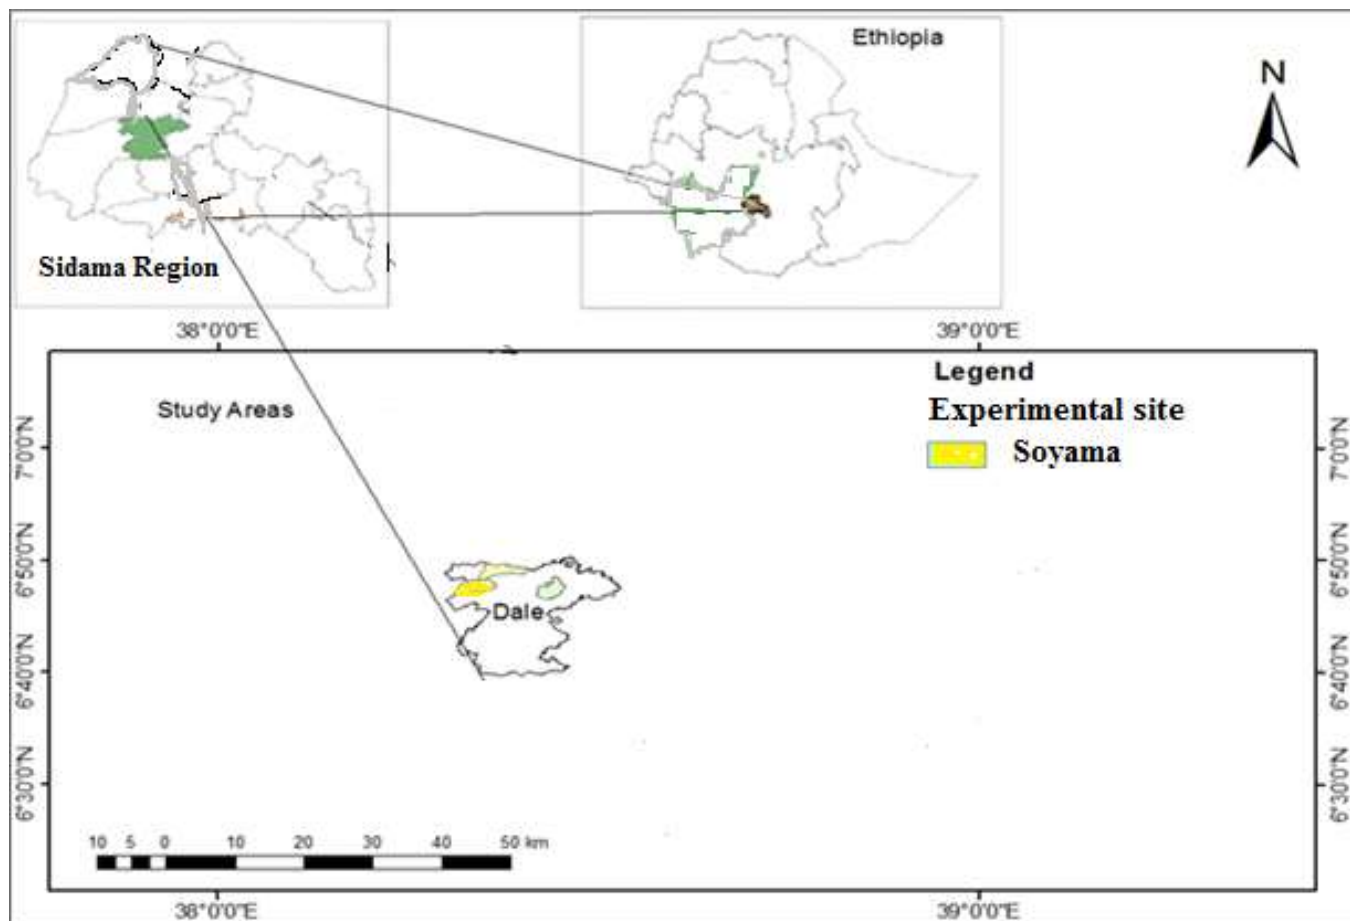 Ethiopia
N
Sidama Region
38°0'0"E
39°0'0"E
Legend
Experimental site
Soyama
Study Areas
7°0'0"N
7°0'0"N
6°50'0"N
6°50'0"N
Dale
6°40'0"N
6°40'0"N
6°30'0"N
6°30'0"N
10 5 0 10 20 30 40 50 km
38°0'0"E
39°0'0"E